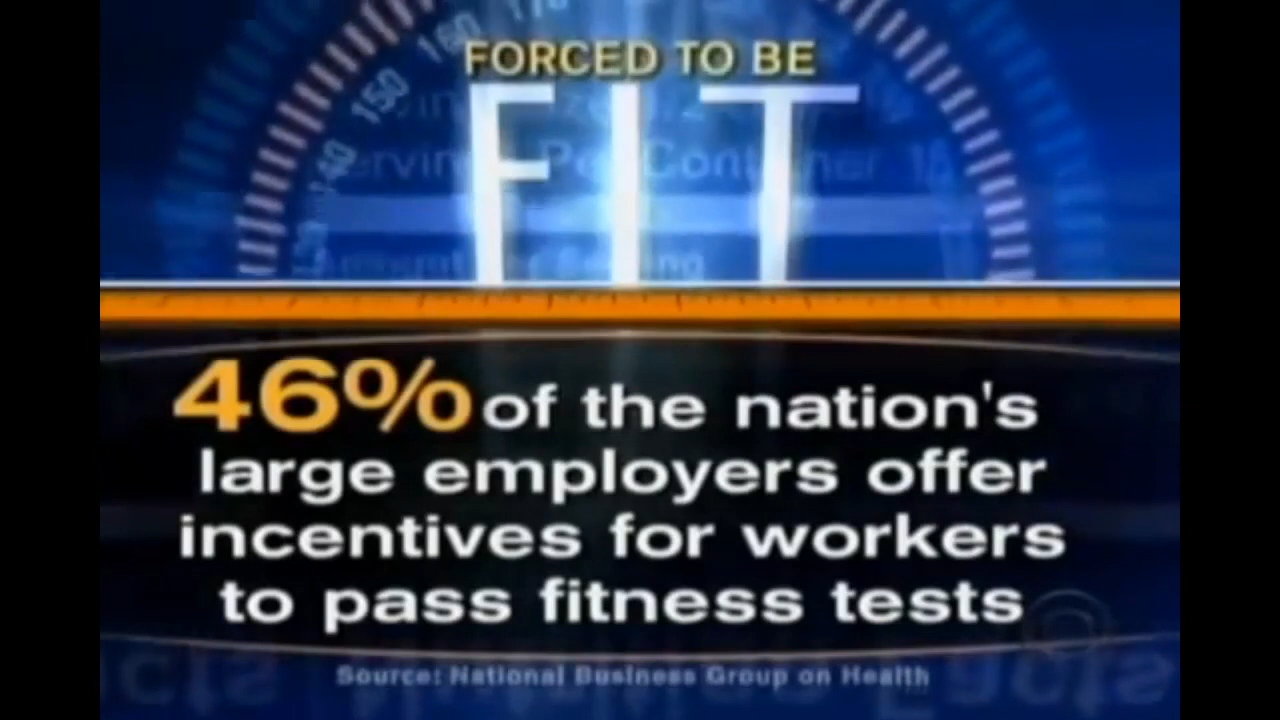 FORCED TO BE
FIT
46% of the nation's
large employers offer
incentives for workers
to pass fitness tests
Source: National Business Group on Health